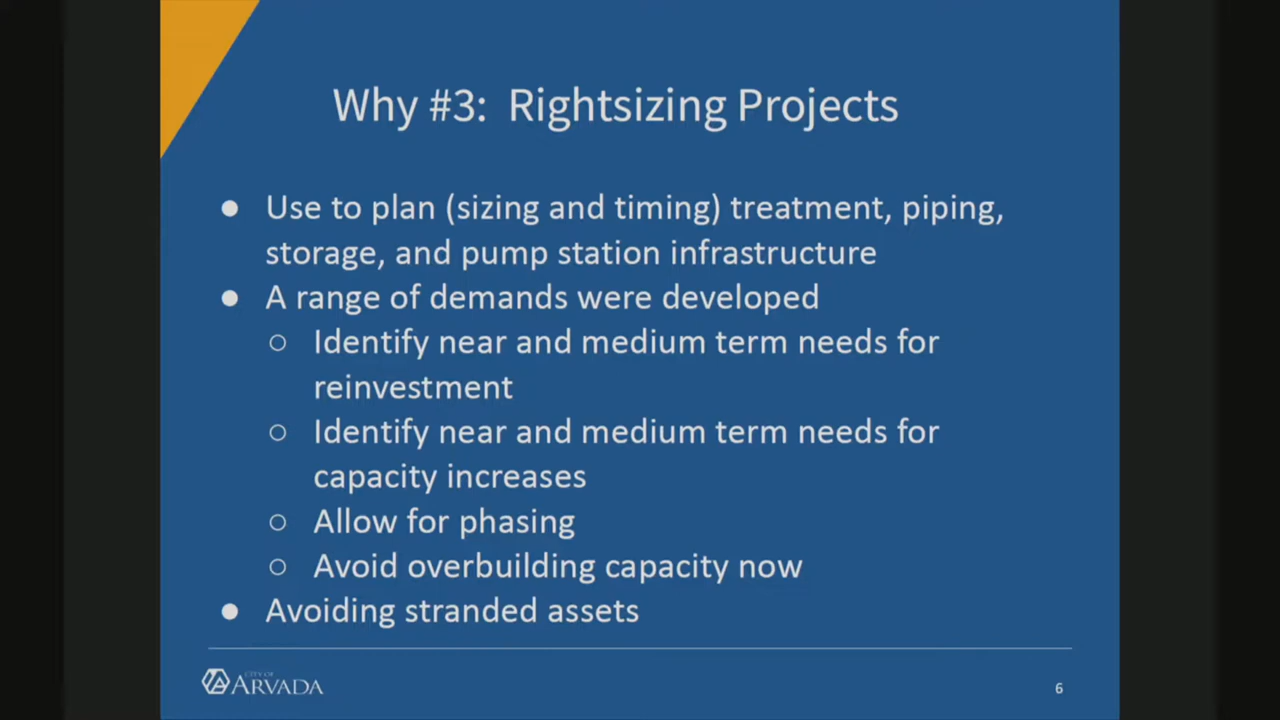 Why #3: Rightsizing Projects
● Use to plan (sizing and timing) treatment, piping,
storage, and pump station infrastructure
● A range of demands were developed
○ Identify near and medium term needs for
reinvestment
○ Identify near and medium term needs for
capacity increases
○ Allow for phasing
○ Avoid overbuilding capacity now
● Avoiding stranded assets
CITY OF
ARVADA
6